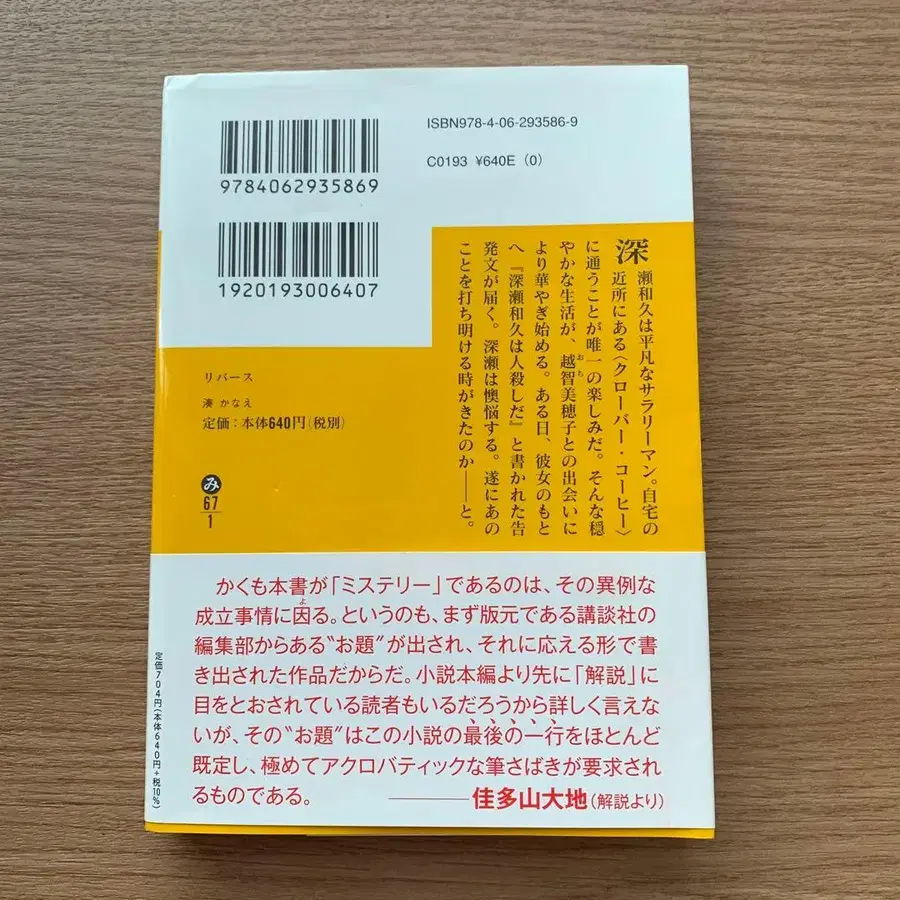 ISBN978-4-06-293586-9
C0193 ¥640E (0)
9784062935869
1920193006407
深瀬和久は平凡なサラリーマン。自宅の
近所にある〈クローバー・コーヒー〉
に通うことが唯一の楽しみだ。そんな穏
やかな生活が、越智美穂子との出会いに
おち
より華やぎ始める。ある日、彼女のもと
へ『深瀬和久は人殺しだ』と書かれた告
発文が届く。深瀬は懊悩する。遂にあの
ことを打ち明ける時がきたのか――と。
リバース
湊 かなえ
定価:本体640円(税別)
み
67
1
かくも本書が「ミステリー」であるのは、その異例な
成立事情に因る。というのも、まず版元である講談社の
よ
編集部からある“お題”が出され、それに応える形で書
き出された作品だからだ。小説本編より先に「解説」に
目をとおされている読者もいるだろうから詳しく言えな
いが、その“お題”はこの小説の最後の一行をほとんど
既定し、極めてアクロバティックな筆さばきが要求され
るものである。 ――佳多山大地(解説より)
定価704円(本体640円+税10%)